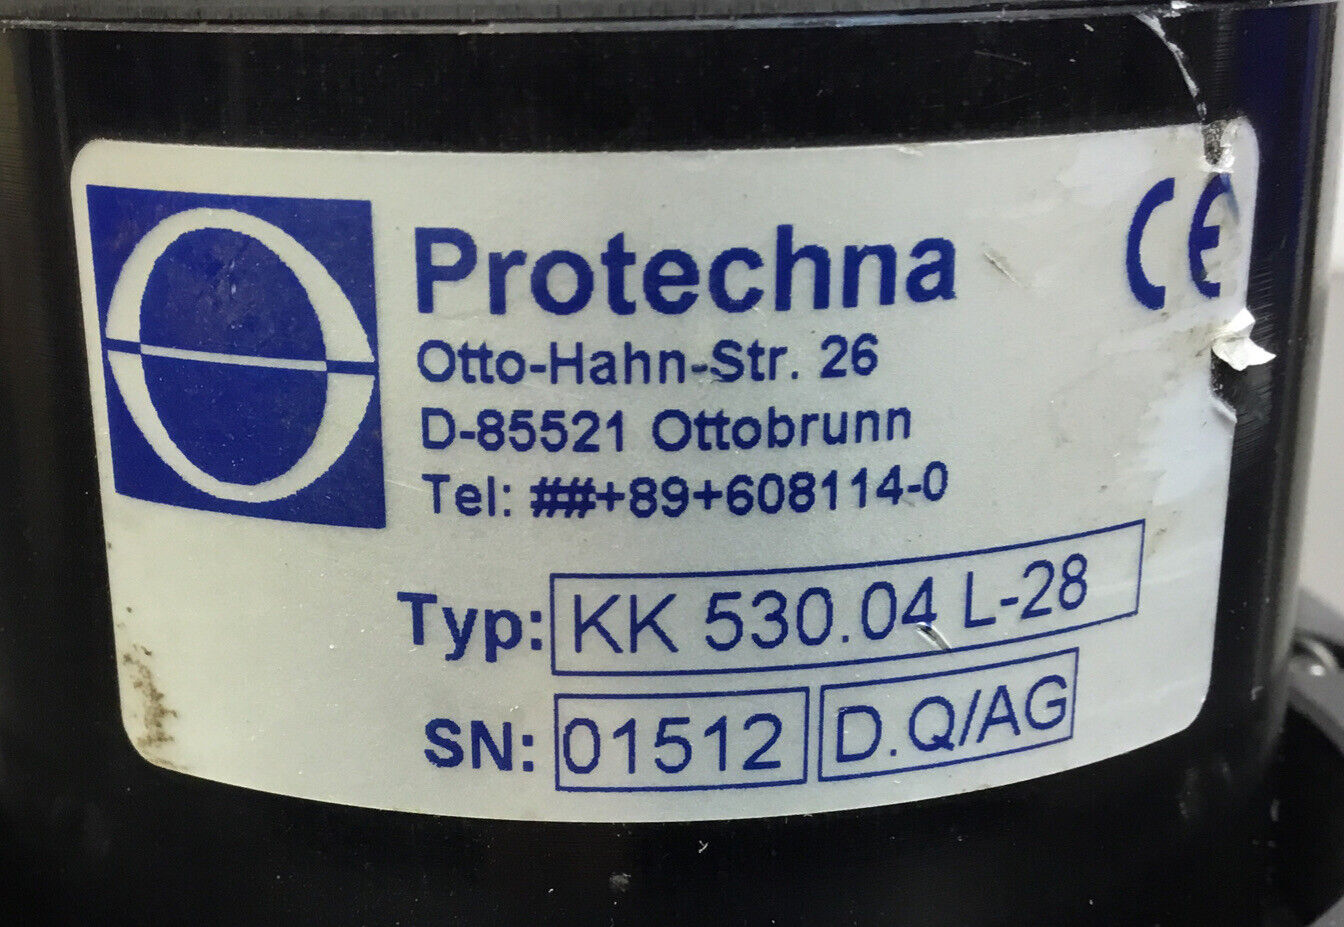 Protechna CE
Otto-Hahn-Str. 26
D-85521 Ottobrunn
Tel: ##+89+608114-0
Typ: KK 530.04 L-28
SN: 01512 D.Q/AG